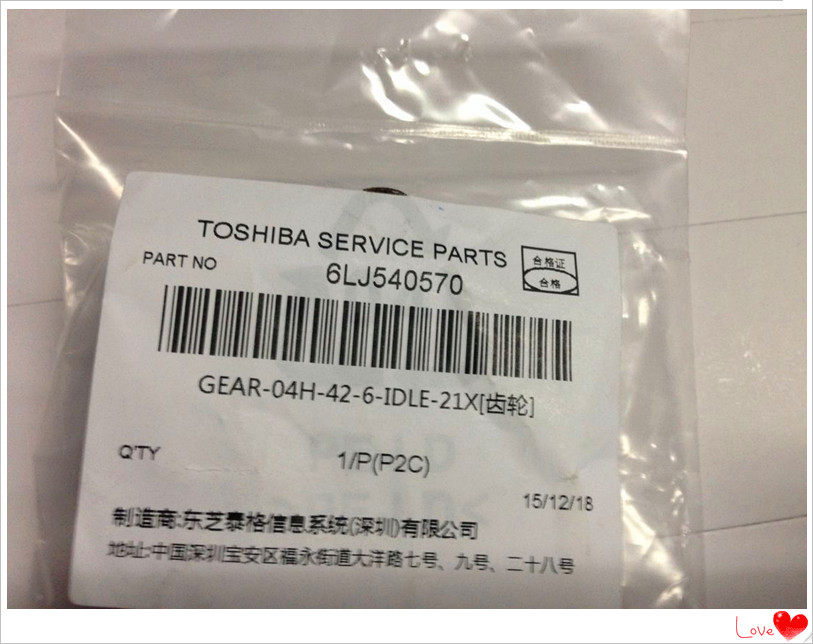 TOSHIBA SERVICE PARTS
合格证
合格
PART NO
6LJ540570
GEAR-04H-42-6-IDLE-21X[齿轮]
Q'TY
1/P(P2C)
15/12/18
制造商:东芝泰格信息系统(深圳)有限公司
地址:中国深圳宝安区福永街道大洋路七号、九号、二十八号
Love